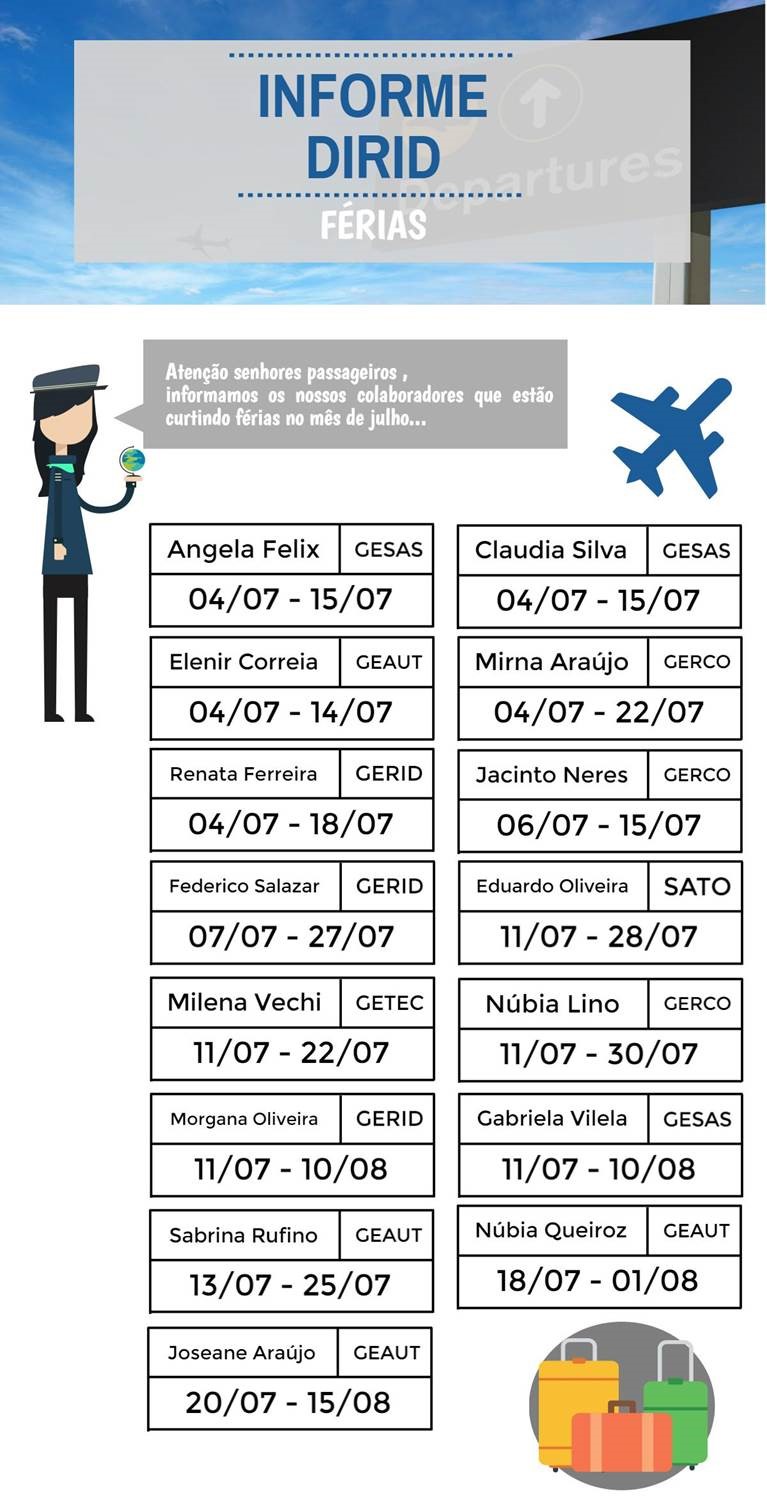 INFORME
DIRID
Departures
FÉRIAS
Atenção senhores passageiros ,
informamos os nossos colaboradores que estão
curtindo férias no mês de julho...
Angela Felix GESAS
04/07 - 15/07
Claudia Silva GESAS
04/07 - 15/07
Elenir Correia GEAUT
04/07 - 14/07
Mirna Araújo GERCO
04/07 - 22/07
Renata Ferreira GERID
04/07 - 18/07
Jacinto Neres GERCO
06/07 - 15/07
Federico Salazar GERID
07/07 - 27/07
Eduardo Oliveira SATO
11/07 - 28/07
Milena Vechi GETEC
11/07 - 22/07
Núbia Lino GERCO
11/07 - 30/07
Morgana Oliveira GERID
11/07 - 10/08
Gabriela Vilela GESAS
11/07 - 10/08
Sabrina Rufino GEAUT
13/07 - 25/07
Núbia Queiroz GEAUT
18/07 - 01/08
Joseane Araújo GEAUT
20/07 - 15/08